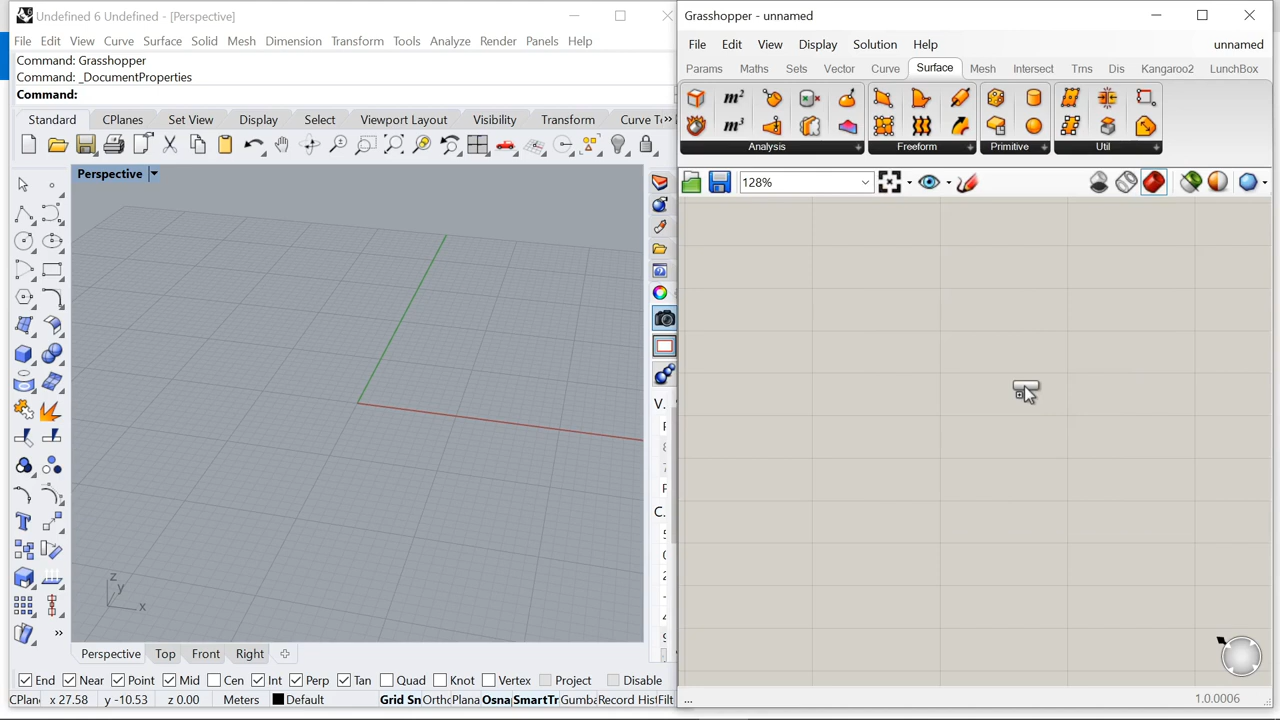 Undefined 6 Undefined - [Perspective]
File Edit View Curve Surface Solid Mesh Dimension Transform Tools Analyze Render Panels Help
Command: Grasshopper
Command: _DocumentProperties
Command:
Standard CPlanes Set View Display Select Viewport Layout Visibility Transform Curve To
Perspective
z
y
x
V.
C.
Perspective Top Front Right
End Near Point Mid Cen Int Perp Tan Quad Knot Vertex Project Disable
CPlan x 27.58 y -10.53 z 0.00 Meters Default Grid Sn Ortho Plana Osna SmartTr Gumba Record Hist Filt
Grasshopper - unnamed
File Edit View Display Solution Help unnamed
Params Maths Sets Vector Curve Surface Mesh Intersect Trns Dis Kangaroo2 LunchBox
m²
m³
Analysis Freeform Primitive Util
128%
... 1.0.0006